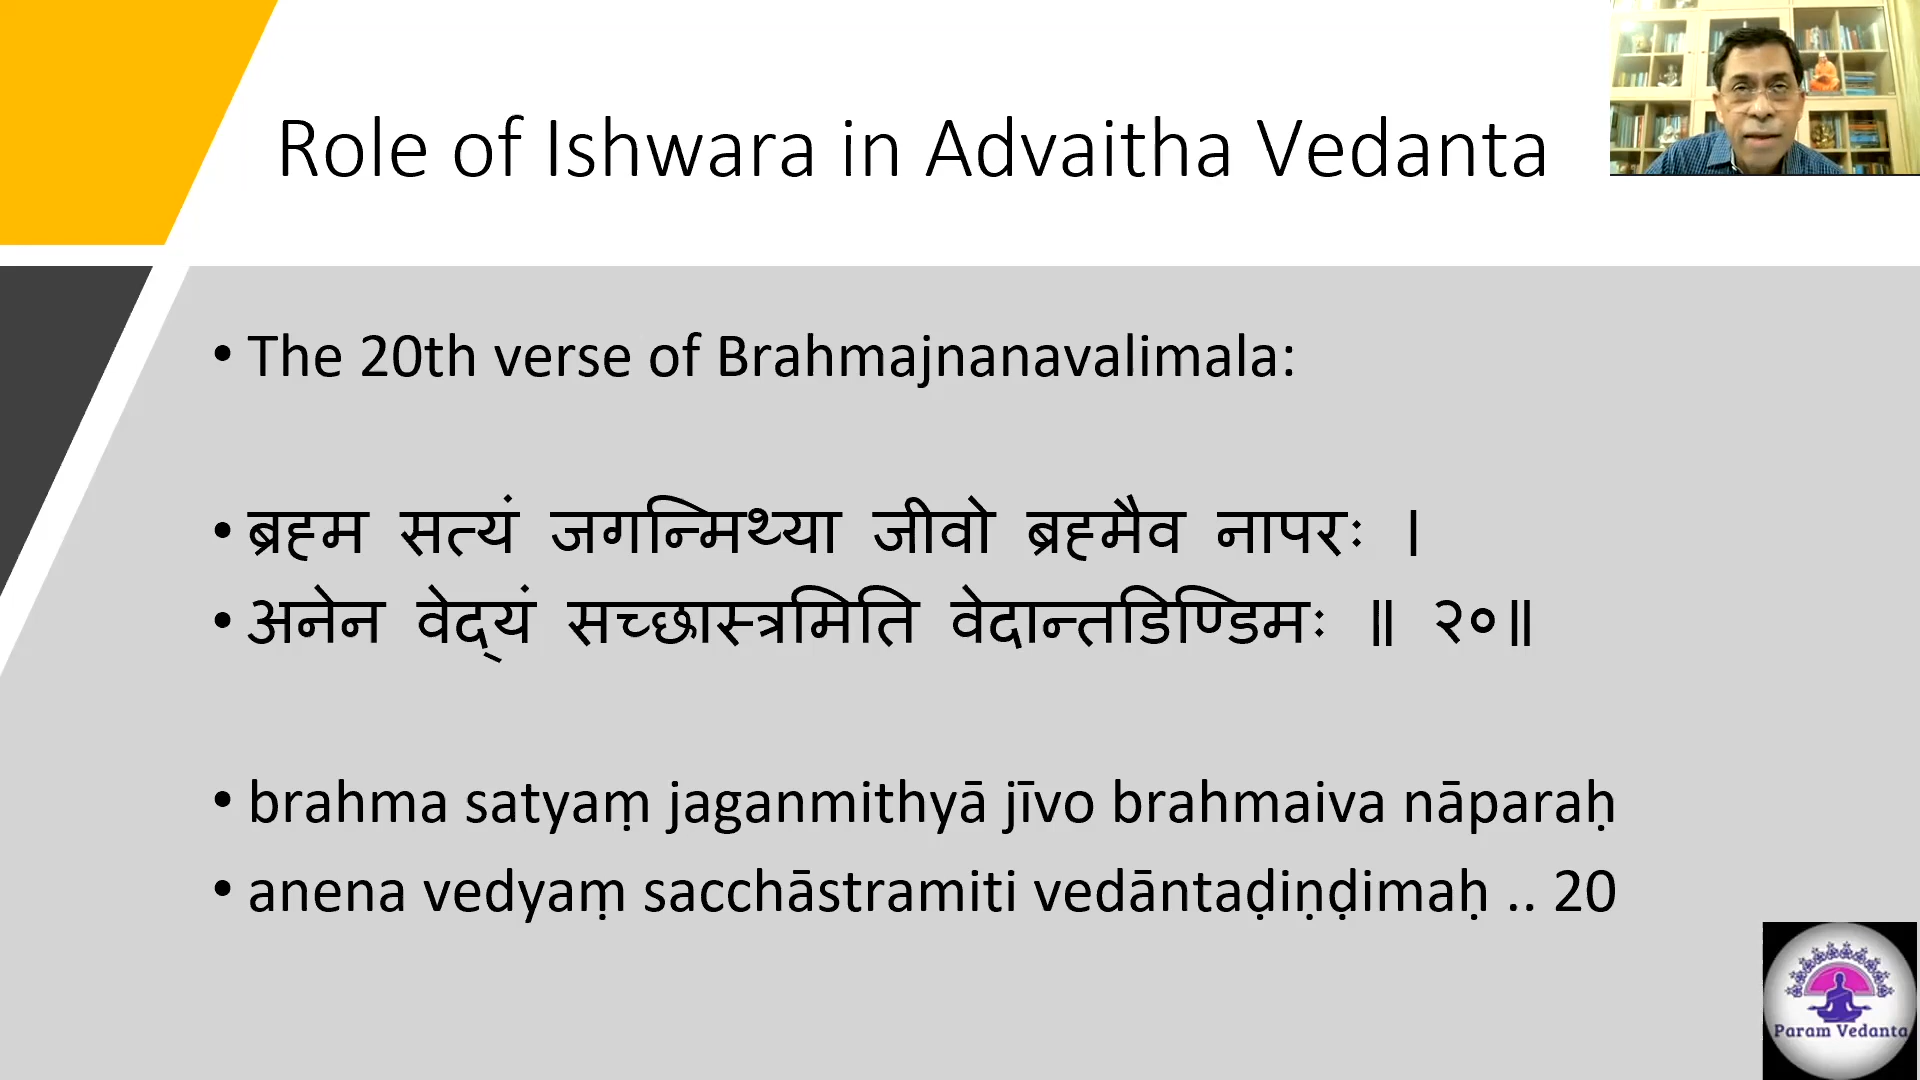 Role of Ishwara in Advaitha Vedanta
• The 20th verse of Brahmajnanavalimala:
• ब्रह्म सत्यं जगन्मिथ्या जीवो ब्रह्मैव नापरः ।
• अनेन वेद्यं सच्छास्त्रमिति वेदान्तडिण्डिमः ॥ २०॥
• brahma satyaṃ jaganmithyā jīvo brahmaiva nāparaḥ
• anena vedyaṃ sacchāstramiti vedāntaḍiṇḍimaḥ .. 20
Param Vedanta